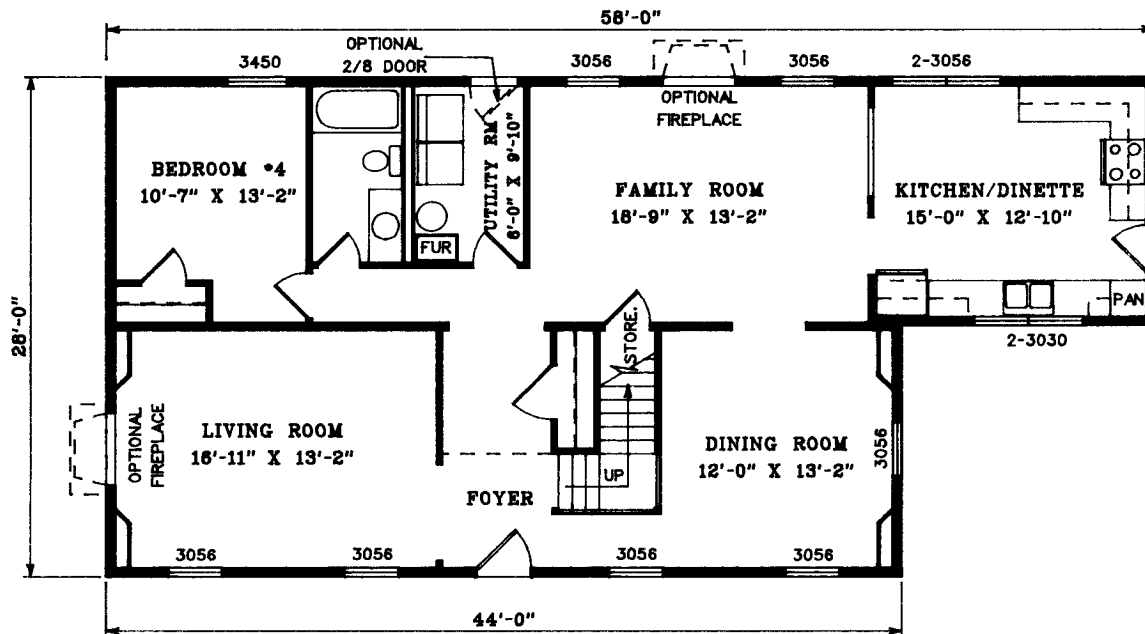 58'-0"
OPTIONAL
2/8 DOOR
3450
3056
3056
2-3056
OPTIONAL
FIREPLACE
BEDROOM *4
10'-7" X 13'-2"
UTILITY RM
6'-0" X 9'-10"
FAMILY ROOM
18'-9" X 13'-2"
KITCHEN/DINETTE
15'-0" X 12'-10"
FUR
28'-0"
PAN
STORE.
2-3030
OPTIONAL
FIREPLACE
LIVING ROOM
16'-11" X 13'-2"
DINING ROOM
12'-0" X 13'-2"
3056
UP
FOYER
3056
3056
3056
3056
44'-0"